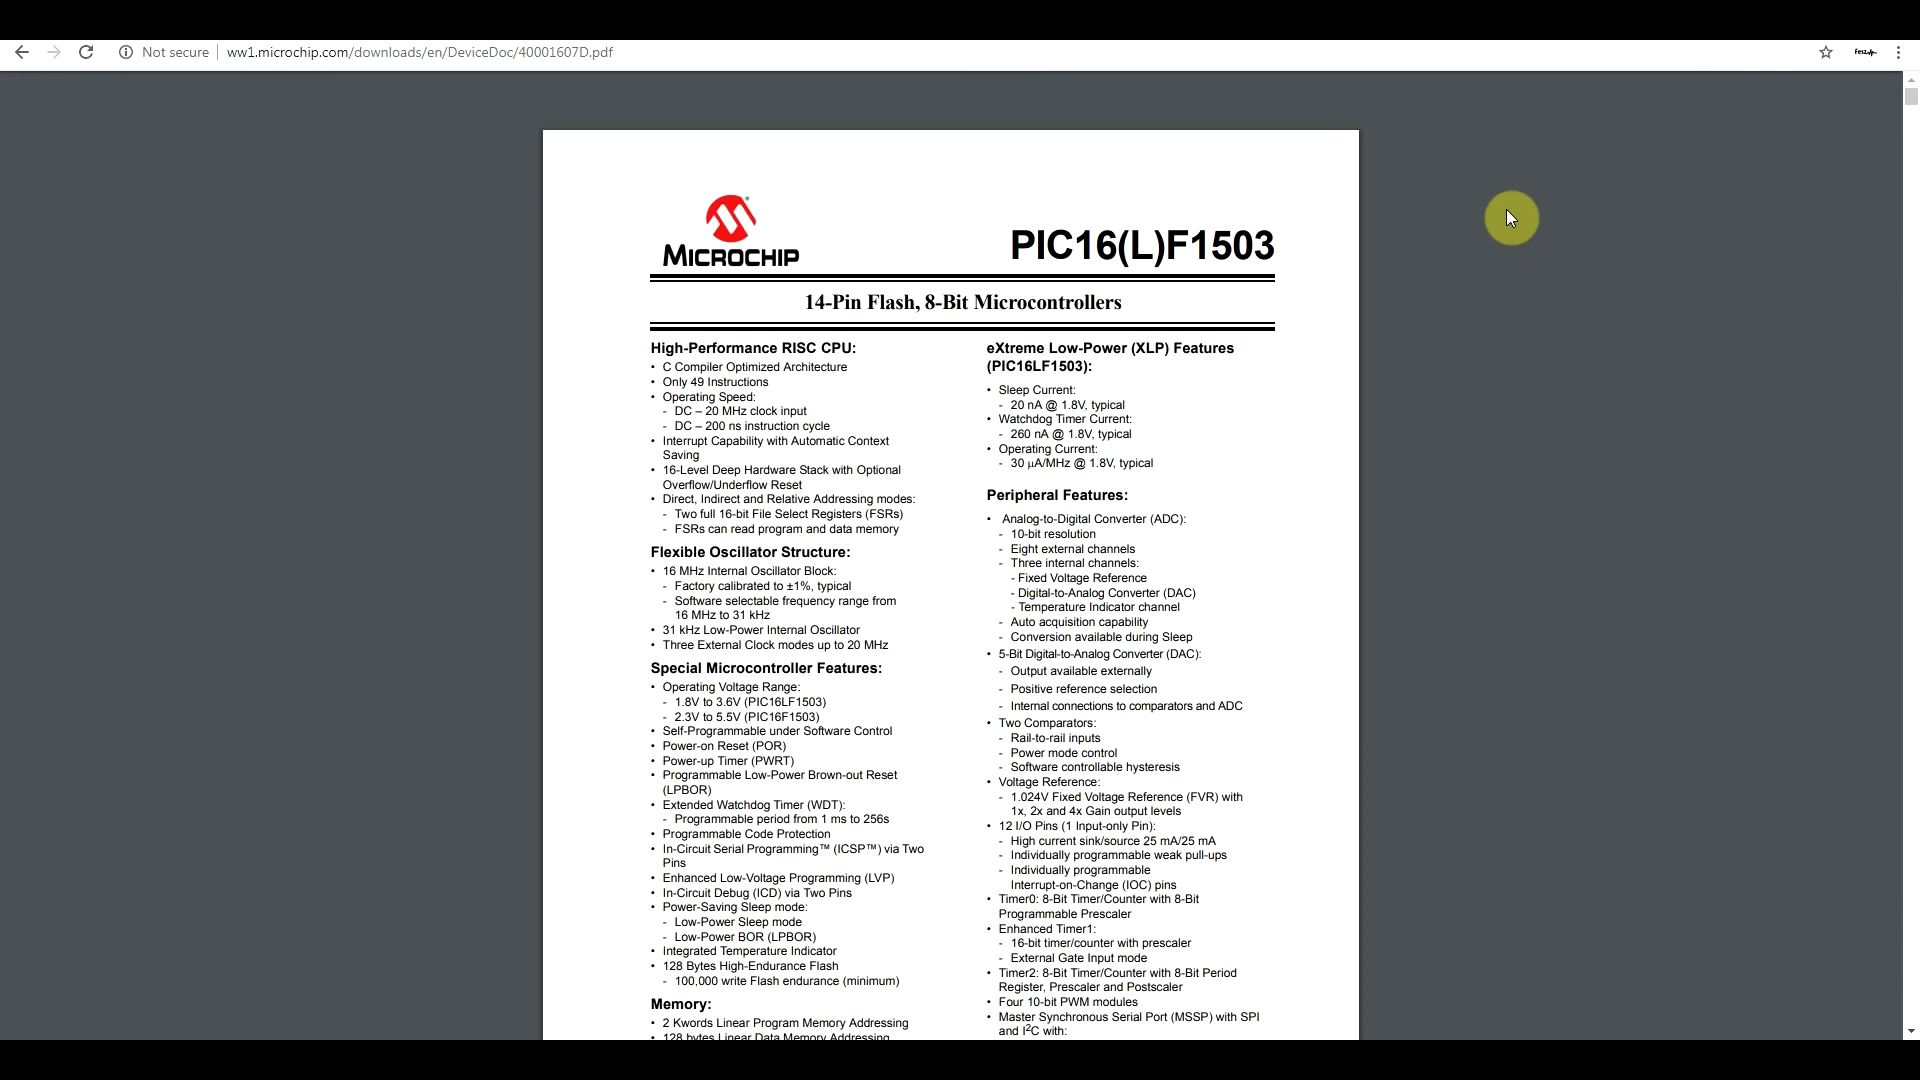 Not secure
ww1.microchip.com/downloads/en/DeviceDoc/40001607D.pdf
Fesz
MICROCHIP
PIC16(L)F1503
14-Pin Flash, 8-Bit Microcontrollers
High-Performance RISC CPU:
• C Compiler Optimized Architecture
• Only 49 Instructions
• Operating Speed:
- DC – 20 MHz clock input
- DC – 200 ns instruction cycle
• Interrupt Capability with Automatic Context
Saving
• 16-Level Deep Hardware Stack with Optional
Overflow/Underflow Reset
• Direct, Indirect and Relative Addressing modes:
- Two full 16-bit File Select Registers (FSRs)
- FSRs can read program and data memory
Flexible Oscillator Structure:
• 16 MHz Internal Oscillator Block:
- Factory calibrated to ±1%, typical
- Software selectable frequency range from
16 MHz to 31 kHz
• 31 kHz Low-Power Internal Oscillator
• Three External Clock modes up to 20 MHz
Special Microcontroller Features:
• Operating Voltage Range:
- 1.8V to 3.6V (PIC16LF1503)
- 2.3V to 5.5V (PIC16F1503)
• Self-Programmable under Software Control
• Power-on Reset (POR)
• Power-up Timer (PWRT)
• Programmable Low-Power Brown-out Reset
(LPBOR)
• Extended Watchdog Timer (WDT):
- Programmable period from 1 ms to 256s
• Programmable Code Protection
• In-Circuit Serial Programming™ (ICSP™) via Two
Pins
• Enhanced Low-Voltage Programming (LVP)
• In-Circuit Debug (ICD) via Two Pins
• Power-Saving Sleep mode:
- Low-Power Sleep mode
- Low-Power BOR (LPBOR)
• Integrated Temperature Indicator
• 128 Bytes High-Endurance Flash
- 100,000 write Flash endurance (minimum)
Memory:
• 2 Kwords Linear Program Memory Addressing
• 128 bytes Linear Data Memory Addressing
eXtreme Low-Power (XLP) Features
(PIC16LF1503):
• Sleep Current:
- 20 nA @ 1.8V, typical
• Watchdog Timer Current:
- 260 nA @ 1.8V, typical
• Operating Current:
- 30 µA/MHz @ 1.8V, typical
Peripheral Features:
• Analog-to-Digital Converter (ADC):
- 10-bit resolution
- Eight external channels
- Three internal channels:
- Fixed Voltage Reference
- Digital-to-Analog Converter (DAC)
- Temperature Indicator channel
- Auto acquisition capability
- Conversion available during Sleep
• 5-Bit Digital-to-Analog Converter (DAC):
- Output available externally
- Positive reference selection
- Internal connections to comparators and ADC
• Two Comparators:
- Rail-to-rail inputs
- Power mode control
- Software controllable hysteresis
• Voltage Reference:
- 1.024V Fixed Voltage Reference (FVR) with
1x, 2x and 4x Gain output levels
• 12 I/O Pins (1 Input-only Pin):
- High current sink/source 25 mA/25 mA
- Individually programmable weak pull-ups
- Individually programmable
Interrupt-on-Change (IOC) pins
• Timer0: 8-Bit Timer/Counter with 8-Bit
Programmable Prescaler
• Enhanced Timer1:
- 16-bit timer/counter with prescaler
- External Gate Input mode
• Timer2: 8-Bit Timer/Counter with 8-Bit Period
Register, Prescaler and Postscaler
• Four 10-bit PWM modules
• Master Synchronous Serial Port (MSSP) with SPI
and I²C with: